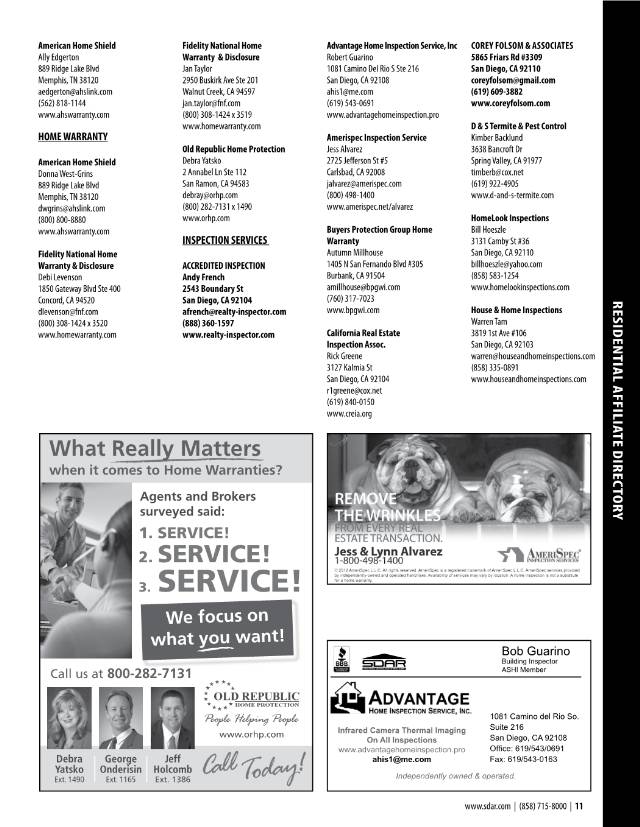 American Home Shield
Ally Edgerton
889 Ridge Lake Blvd
Memphis, TN 38120
aedgerton@ahslink.com
(562) 818-1144
www.ahswarranty.com
HOME WARRANTY
American Home Shield
Donna West-Grins
889 Ridge Lake Blvd
Memphis, TN 38120
dwgrins@ahslink.com
(800) 800-8880
www.ahswarranty.com
Fidelity National Home
Warranty & Disclosure
Debi Levenson
1850 Gateway Blvd Ste 400
Concord, CA 94520
dlevenson@fnf.com
(800) 308-1424 x 3520
www.homewarranty.com
Fidelity National Home
Warranty & Disclosure
Jan Taylor
2950 Buskirk Ave Ste 201
Walnut Creek, CA 94597
jan.taylor@fnf.com
(800) 308-1424 x 3519
www.homewarranty.com
Old Republic Home Protection
Debra Yatsko
2 Annabel Ln Ste 112
San Ramon, CA 94583
debray@orhp.com
(800) 282-7131 x 1490
www.orhp.com
INSPECTION SERVICES
ACCREDITED INSPECTION
Andy French
2543 Boundary St
San Diego, CA 92104
afrench@realty-inspector.com
(888) 360-1597
www.realty-inspector.com
Advantage Home Inspection Service, Inc
Robert Guarino
1081 Camino Del Rio S Ste 216
San Diego, CA 92108
ahis1@me.com
(619) 543-0691
www.advantagehomeinspection.pro
Amerispec Inspection Service
Jess Alvarez
2725 Jefferson St #5
Carlsbad, CA 92008
jalvarez@amerispec.com
(800) 498-1400
www.amerispec.net/alvarez
Buyers Protection Group Home
Warranty
Autumn Millhouse
1405 N San Fernando Blvd #305
Burbank, CA 91504
amillhouse@bpgwi.com
(760) 317-7023
www.bpgwi.com
California Real Estate
Inspection Assoc.
Rick Greene
3127 Kalmia St
San Diego, CA 92104
r1greene@cox.net
(619) 840-0150
www.creia.org
COREY FOLSOM & ASSOCIATES
5865 Friars Rd #3309
San Diego, CA 92110
coreyfolsom@gmail.com
(619) 609-3882
www.coreyfolsom.com
D & S Termite & Pest Control
Kimber Backlund
3638 Bancroft Dr
Spring Valley, CA 91977
timberb@cox.net
(619) 922-4905
www.d-and-s-termite.com
HomeLook Inspections
Bill Hoeszle
3131 Camby St #36
San Diego, CA 92110
billhoeszle@yahoo.com
(858) 583-1254
www.homelookinspections.com
House & Home Inspections
Warren Tam
3819 1st Ave #106
San Diego, CA 92103
warren@houseandhomeinspections.com
(858) 335-0891
www.houseandhomeinspections.com
RESIDENTIAL AFFILIATE DIRECTORY
What Really Matters
when it comes to Home Warranties?
Agents and Brokers
surveyed said:
1. SERVICE!
2. SERVICE!
3. SERVICE!
We focus on
what you want!
Call us at 800-282-7131
OLD REPUBLIC
HOME PROTECTION
People Helping People
www.orhp.com
Debra
Yatsko
Ext. 1490
George
Onderisin
Ext. 1165
Jeff
Holcomb
Ext. 1386
Call Today!
REMOVE
THE WRINKLES
FROM EVERY REAL
ESTATE TRANSACTION.
Jess & Lynn Alvarez
1-800-498-1400
AMERISPEC
INSPECTION SERVICES
BBB
SDAR
Bob Guarino
Building Inspector
ASHI Member
ADVANTAGE
HOME INSPECTION SERVICE, INC.
Infrared Camera Thermal Imaging
On All Inspections
www.advantagehomeinspection.pro
ahis1@me.com
1081 Camino del Rio So.
Suite 216
San Diego, CA 92108
Office: 619/543/0691
Fax: 619/543-0163
Independently owned & operated.
www.sdar.com | (858) 715-8000 | 11